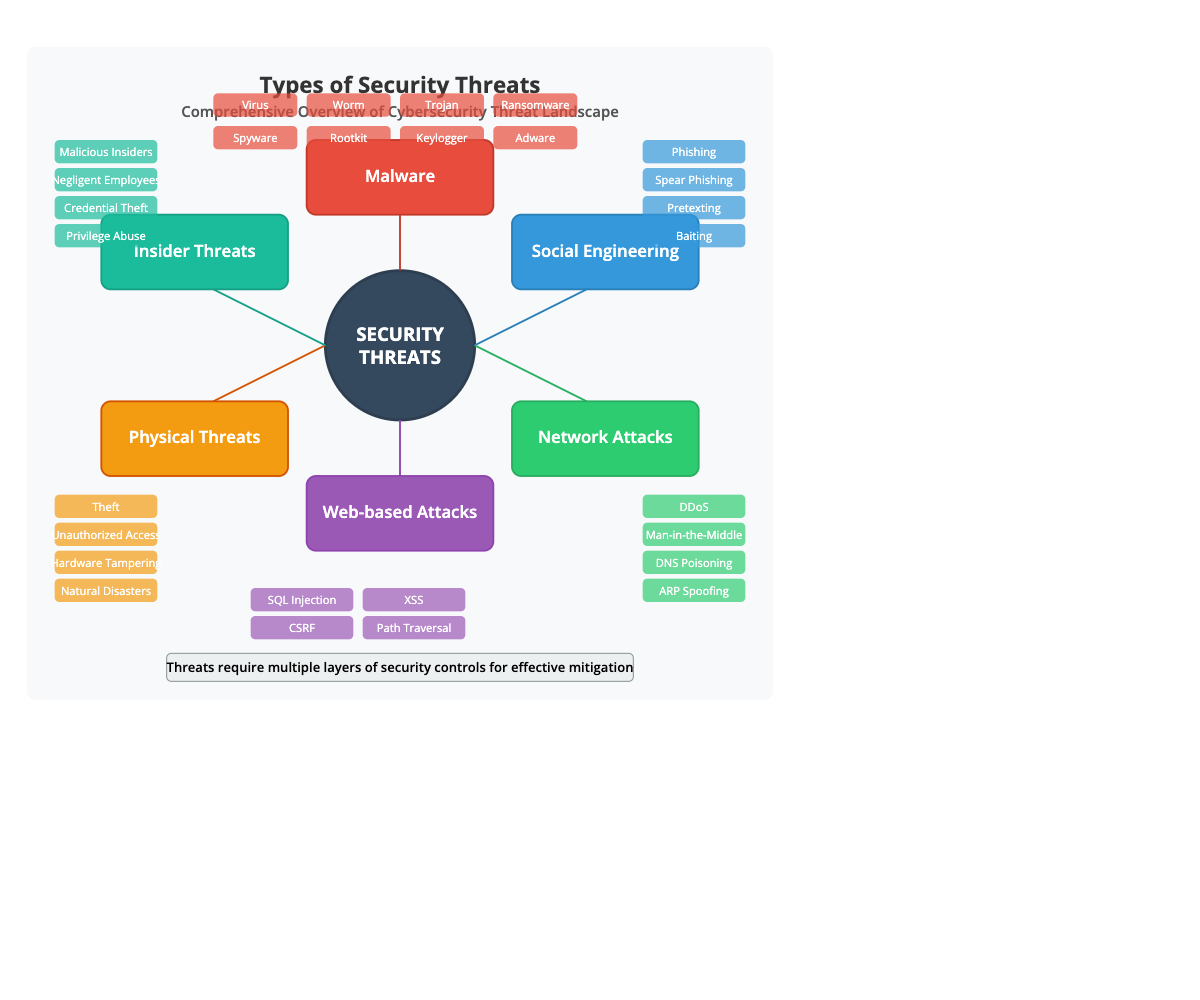 Types of Security Threats
Comprehensive Overview of Cybersecurity Threat Landscape
Virus
Worm
Trojan
Ransomware
Spyware
Rootkit
Keylogger
Adware
Malware
Malicious Insiders
Negligent Employees
Credential Theft
Privilege Abuse
Insider Threats
Phishing
Spear Phishing
Pretexting
Baiting
Social Engineering
SECURITY
THREATS
Physical Threats
Network Attacks
Web-based Attacks
Theft
Unauthorized Access
Hardware Tampering
Natural Disasters
DDoS
Man-in-the-Middle
DNS Poisoning
ARP Spoofing
SQL Injection
XSS
CSRF
Path Traversal
Threats require multiple layers of security controls for effective mitigation